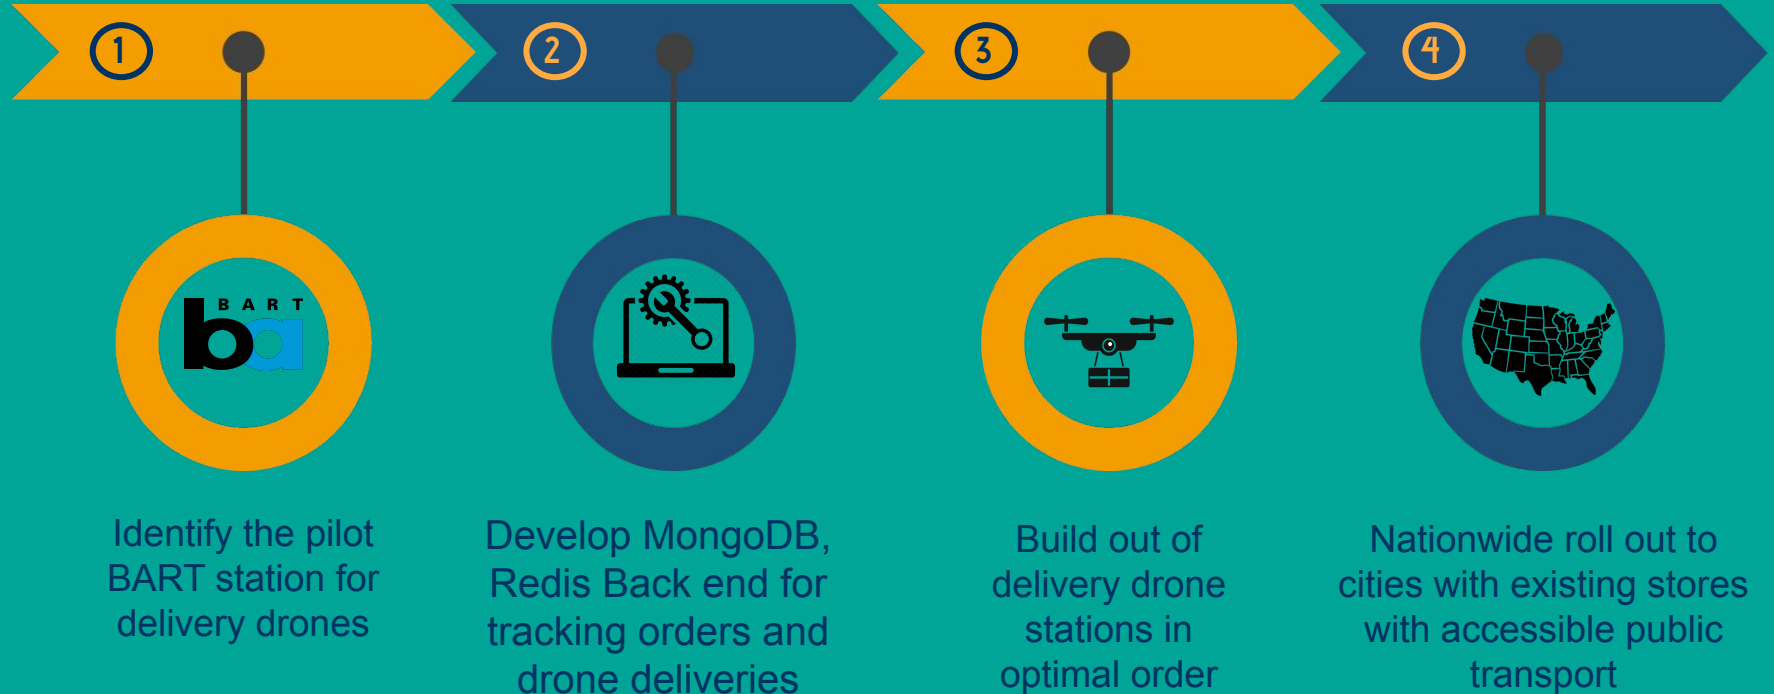 1
2
3
4
BART
ba
Identify the pilot
BART station for
delivery drones
Develop MongoDB,
Redis Back end for
tracking orders and
drone deliveries
Build out of
delivery drone
stations in
optimal order
Nationwide roll out to
cities with existing stores
with accessible public
transport